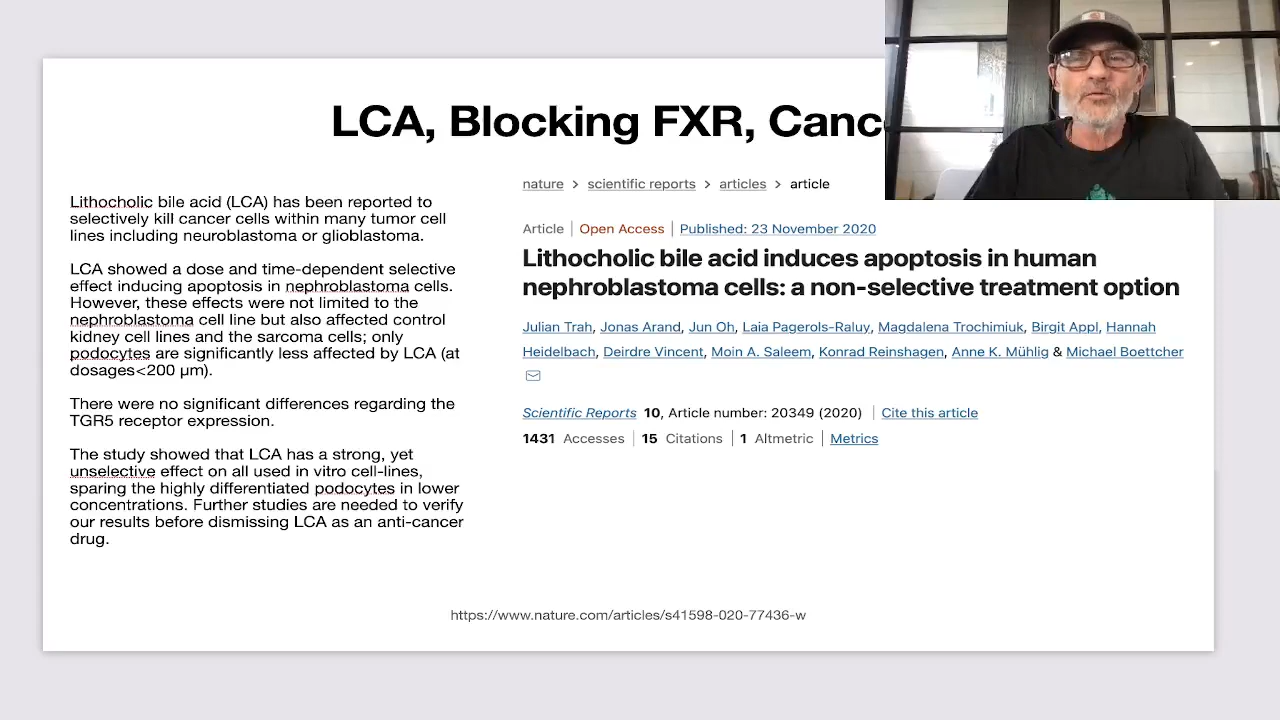 LCA, Blocking FXR, Canc
Lithocholic bile acid (LCA) has been reported to
selectively kill cancer cells within many tumor cell
lines including neuroblastoma or glioblastoma.
LCA showed a dose and time-dependent selective
effect inducing apoptosis in nephroblastoma cells.
However, these effects were not limited to the
nephroblastoma cell line but also affected control
kidney cell lines and the sarcoma cells; only
podocytes are significantly less affected by LCA (at
dosages<200 µm).
There were no significant differences regarding the
TGR5 receptor expression.
The study showed that LCA has a strong, yet
unselective effect on all used in vitro cell-lines,
sparing the highly differentiated podocytes in lower
concentrations. Further studies are needed to verify
our results before dismissing LCA as an anti-cancer
drug.
nature > scientific reports > articles > article
Article | Open Access | Published: 23 November 2020
Lithocholic bile acid induces apoptosis in human
nephroblastoma cells: a non-selective treatment option
Julian Trah, Jonas Arand, Jun Oh, Laia Pagerols-Raluy, Magdalena Trochimiuk, Birgit Appl, Hannah
Heidelbach, Deirdre Vincent, Moin A. Saleem, Konrad Reinshagen, Anne K. Mühlig & Michael Boettcher
Scientific Reports 10, Article number: 20349 (2020) | Cite this article
1431 Accesses | 15 Citations | 1 Altmetric | Metrics
https://www.nature.com/articles/s41598-020-77436-w